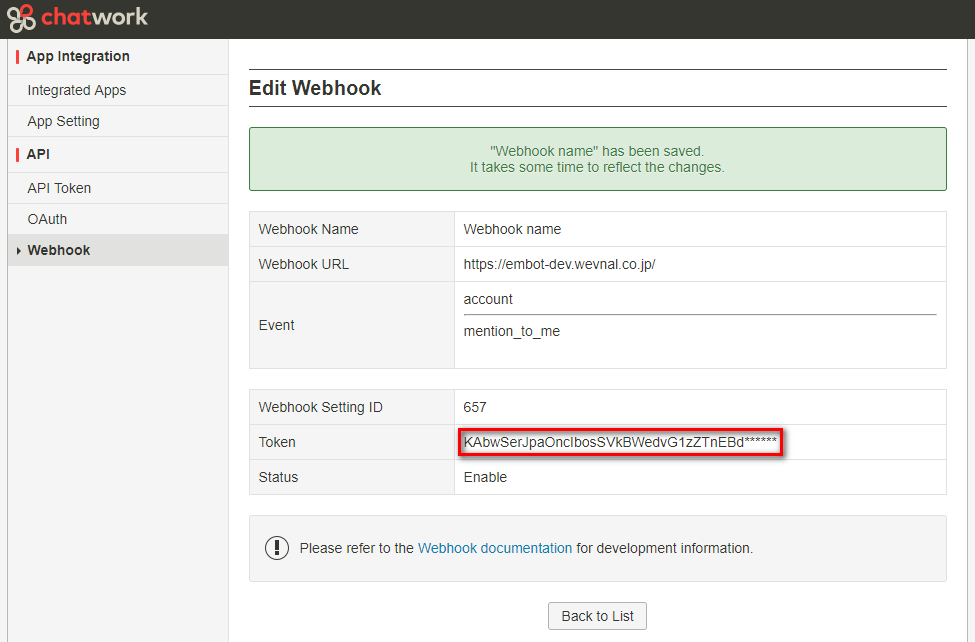 chatwork
App Integration
Integrated Apps
App Setting
API
API Token
OAuth
Webhook
Edit Webhook
"Webhook name" has been saved.
It takes some time to reflect the changes.
Webhook Name Webhook name
Webhook URL https://embot-dev.wevnal.co.jp/
Event account
mention_to_me
Webhook Setting ID 657
Token KAbwSerJpaOncIbosSVkBWedvG1zZTnEBd******
Status Enable
Please refer to the Webhook documentation for development information.
Back to List